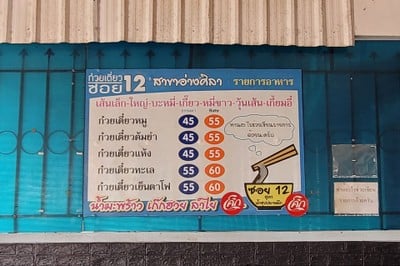 ก๋วยเตี๋ยว
ซอย 12
สาขาอ่างศิลา
รายการอาหาร
เส้นเล็ก-ใหญ่-บะหมี่-เกี๊ยว-หมี่ขาว-วุ้นเส้น-เกี้ยมอี๋
ก๋วยเตี๋ยวหมู 45 55
ก๋วยเตี๋ยวต้มยำ 45 55
ก๋วยเตี๋ยวแห้ง 45 55
ก๋วยเตี๋ยวทะเล 55 60
ก๋วยเตี๋ยวเย็นตาโฟ 55 60
ซอย 12
น้ำมะพร้าว เก๊กฮวย ลำไย